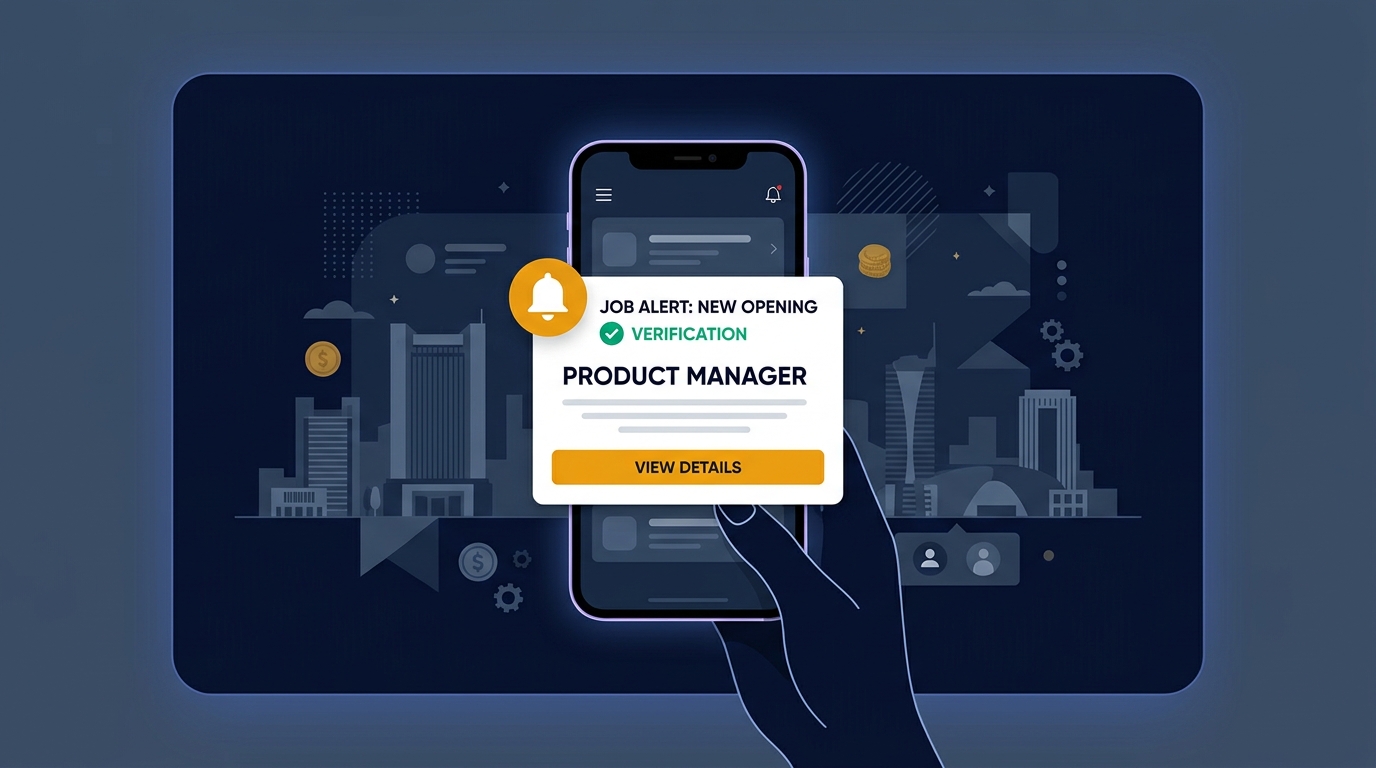 JOB ALERT: NEW OPENING
VERIFICATION
PRODUCT MANAGER
VIEW DETAILS
$
$